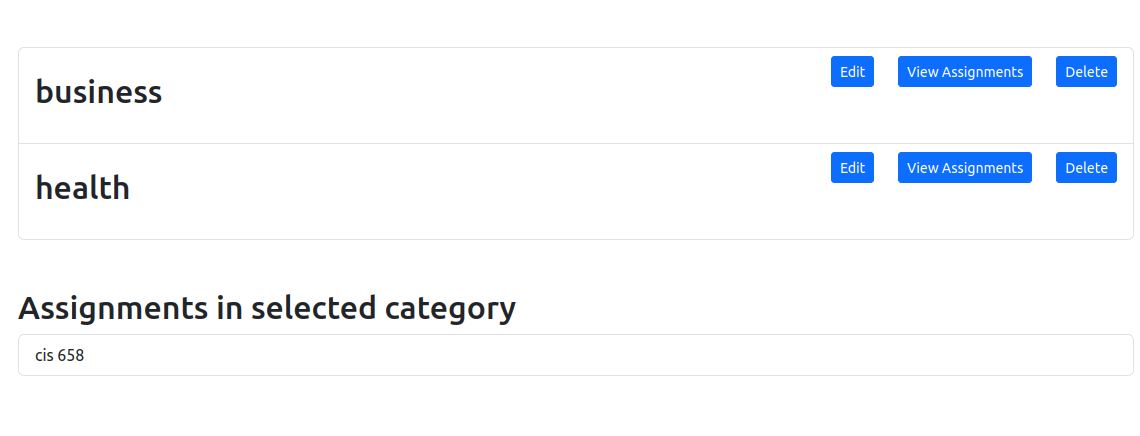 business
Edit View Assignments Delete
health
Edit View Assignments Delete
Assignments in selected category
cis 658